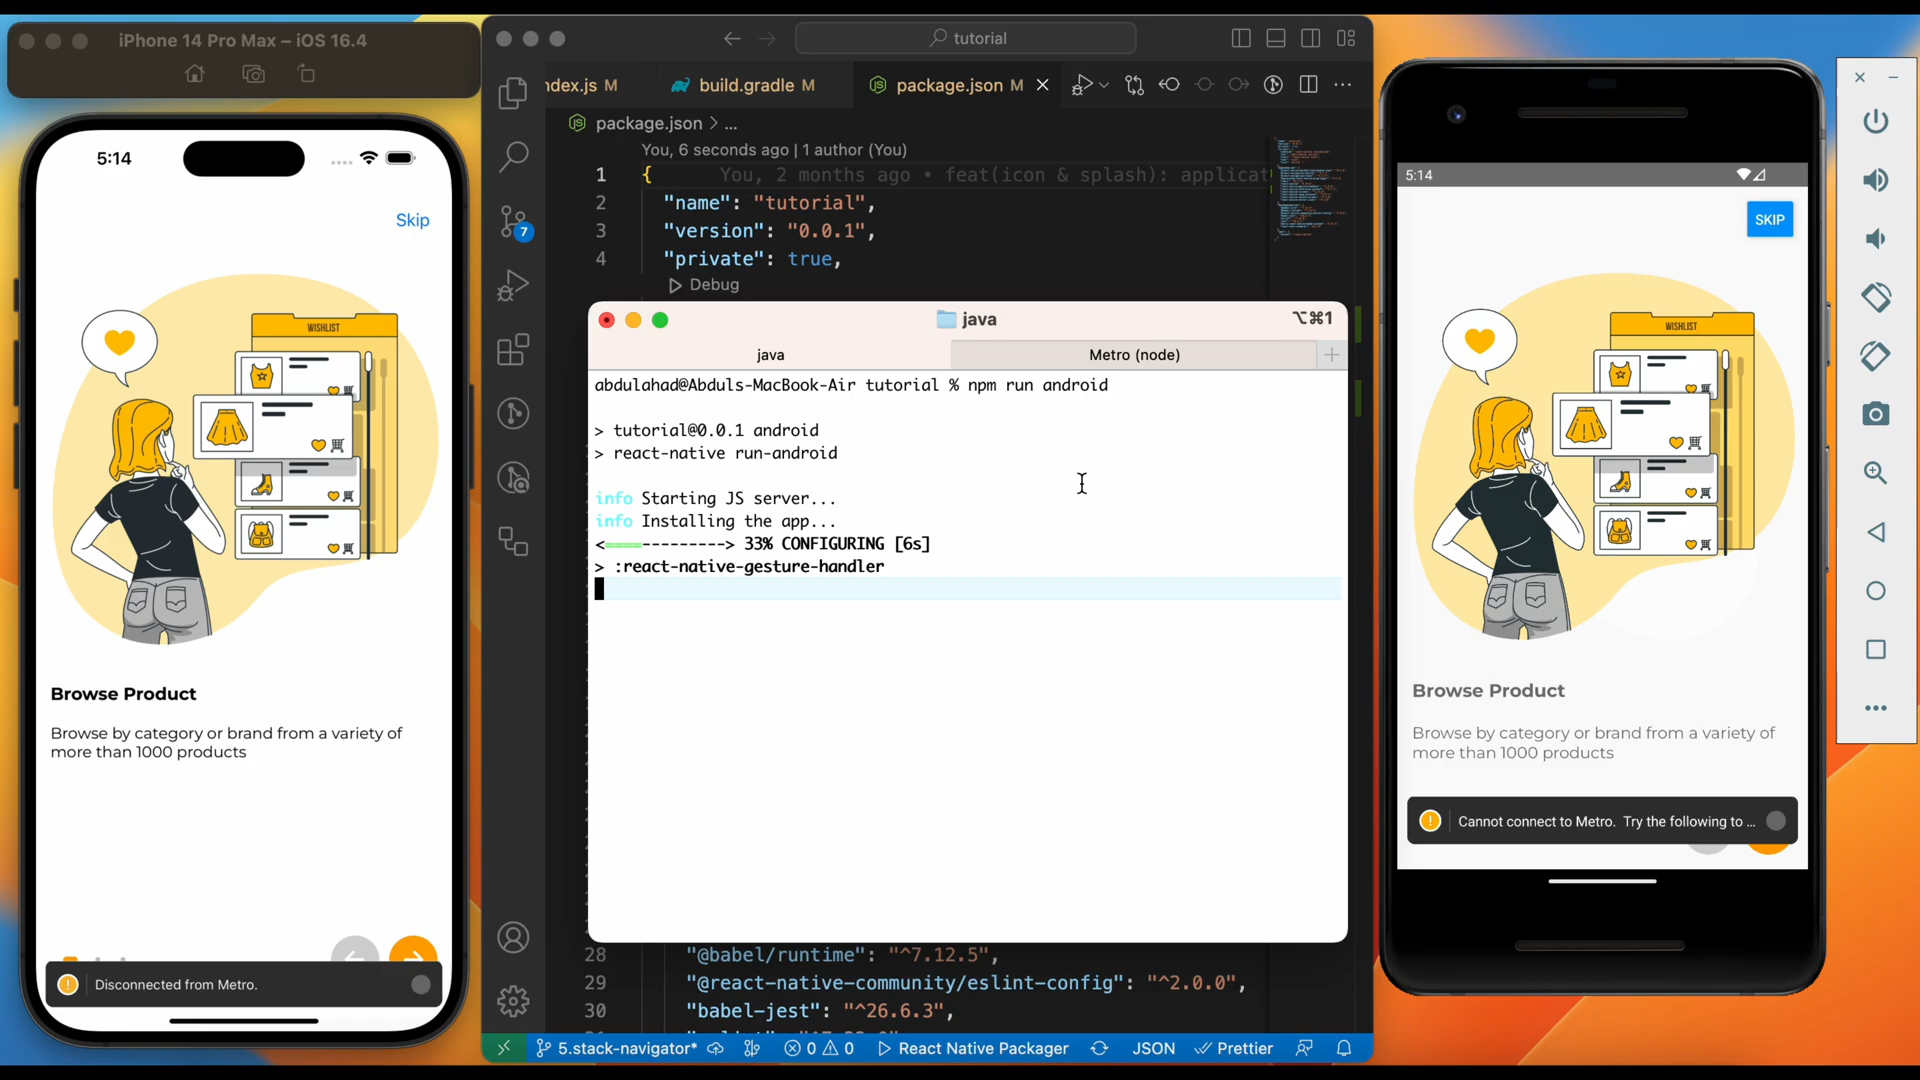 iPhone 14 Pro Max – iOS 16.4
5:14
Skip
WISHLIST
Browse Product
Browse by category or brand from a variety of
more than 1000 products
Disconnected from Metro.
tutorial
ndex.js M
build.gradle M
package.json M
package.json > ...
You, 6 seconds ago | 1 author (You)
1 { You, 2 months ago • feat(icon & splash): applicat
2 "name": "tutorial",
3 "version": "0.0.1",
4 "private": true,
Debug
7
java ⌥⌘1
java
Metro (node)
abdulahad@Abduls-MacBook-Air tutorial % npm run android
> tutorial@0.0.1 android
> react-native run-android
info Starting JS server...
info Installing the app...
<====---------> 33% CONFIGURING [6s]
> :react-native-gesture-handler
28 "@babel/runtime": "^7.12.5",
29 "@react-native-community/eslint-config": "^2.0.0",
30 "babel-jest": "^26.6.3",
5.stack-navigator* 0 0 React Native Packager JSON Prettier
5:14
SKIP
WISHLIST
Browse Product
Browse by category or brand from a variety of
more than 1000 products
Cannot connect to Metro. Try the following to ...